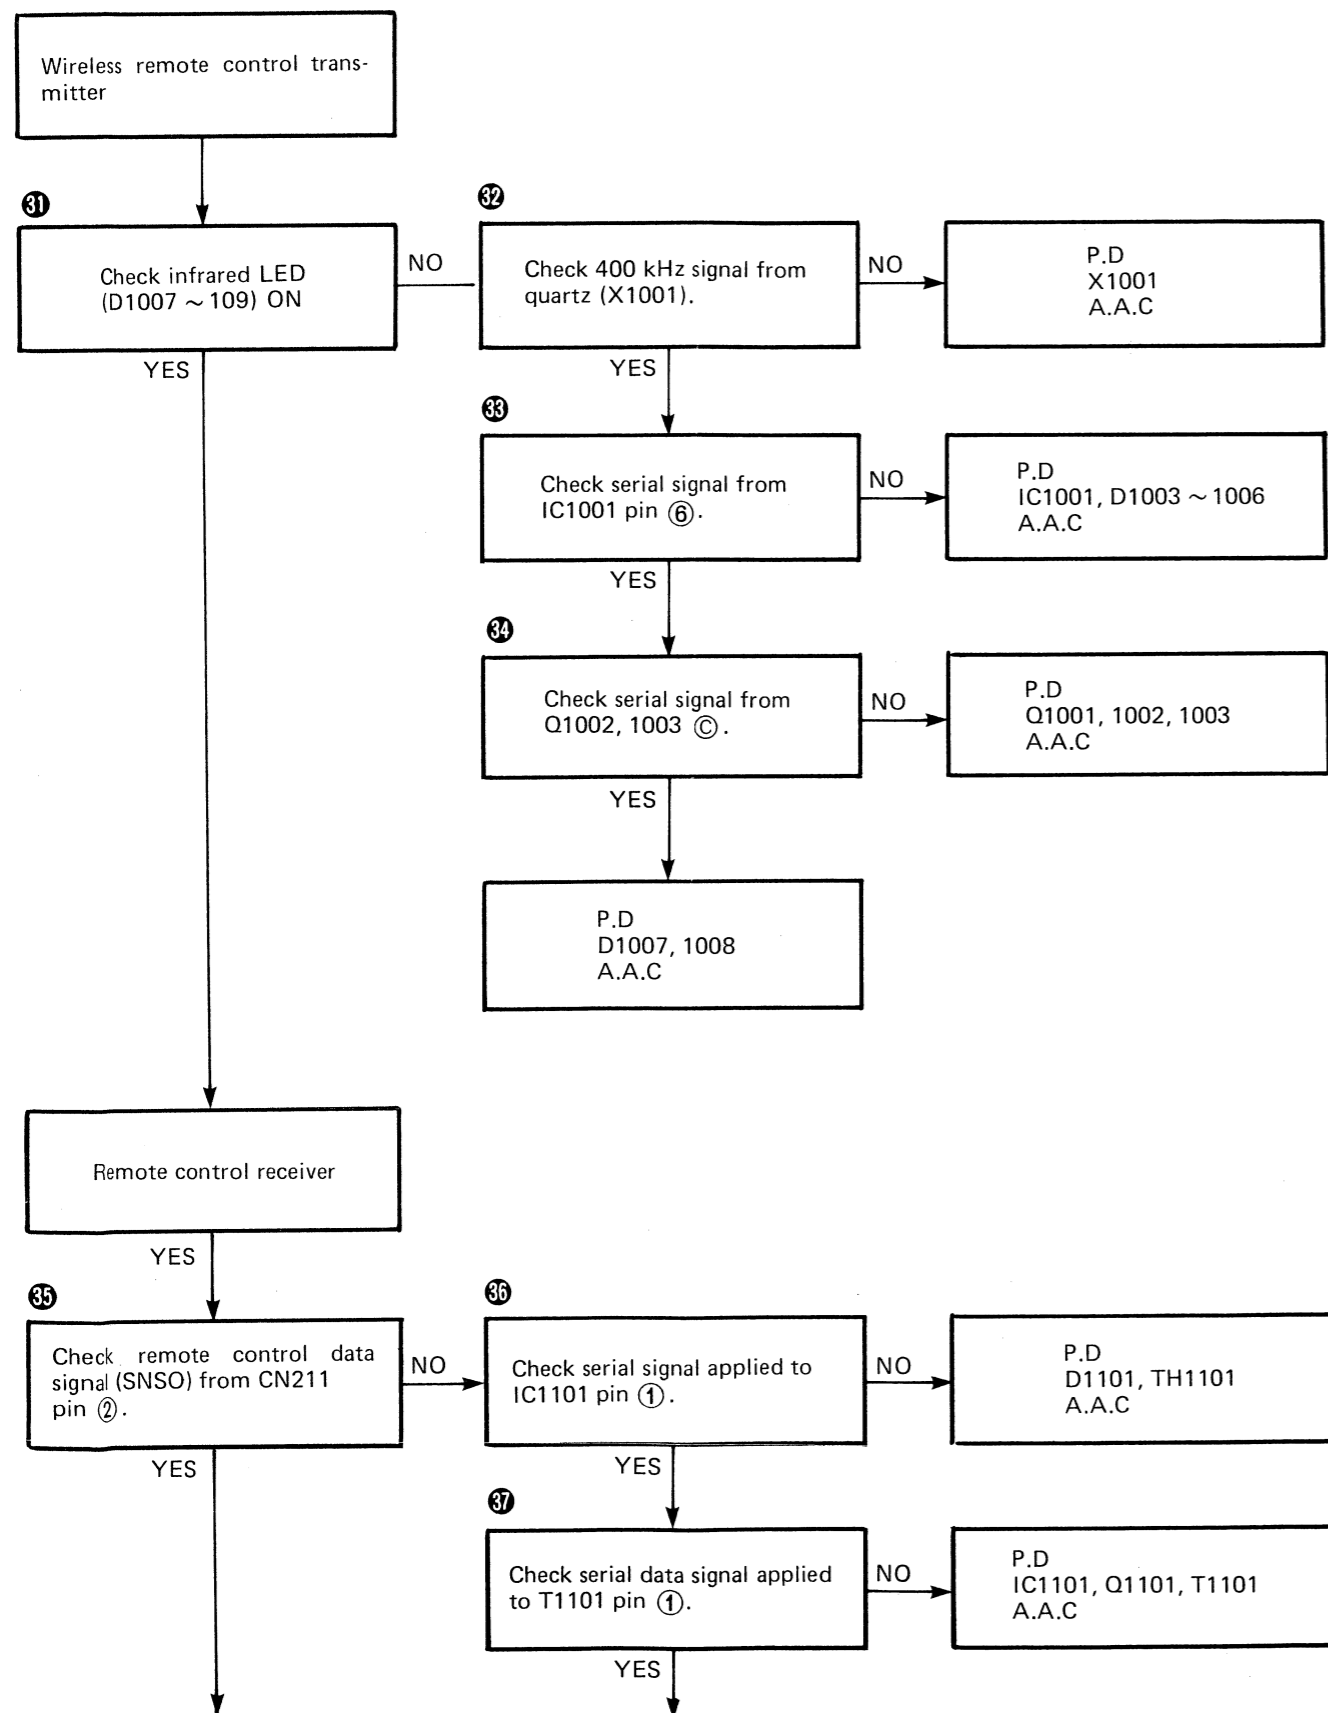 Wireless remote control trans-
mitter
31
Check infrared LED
(D1007 ~ 109) ON
NO
YES
32
Check 400 kHz signal from
quartz (X1001).
NO
YES
P.D
X1001
A.A.C
33
Check serial signal from
IC1001 pin ⑥.
NO
YES
P.D
IC1001, D1003 ~ 1006
A.A.C
34
Check serial signal from
Q1002, 1003 Ⓒ.
NO
YES
P.D
Q1001, 1002, 1003
A.A.C
P.D
D1007, 1008
A.A.C
Remote control receiver
YES
35
Check remote control data
signal (SNSO) from CN211
pin ②.
NO
YES
36
Check serial signal applied to
IC1101 pin ①.
NO
YES
P.D
D1101, TH1101
A.A.C
37
Check serial data signal applied
to T1101 pin ①.
NO
YES
P.D
IC1101, Q1101, T1101
A.A.C